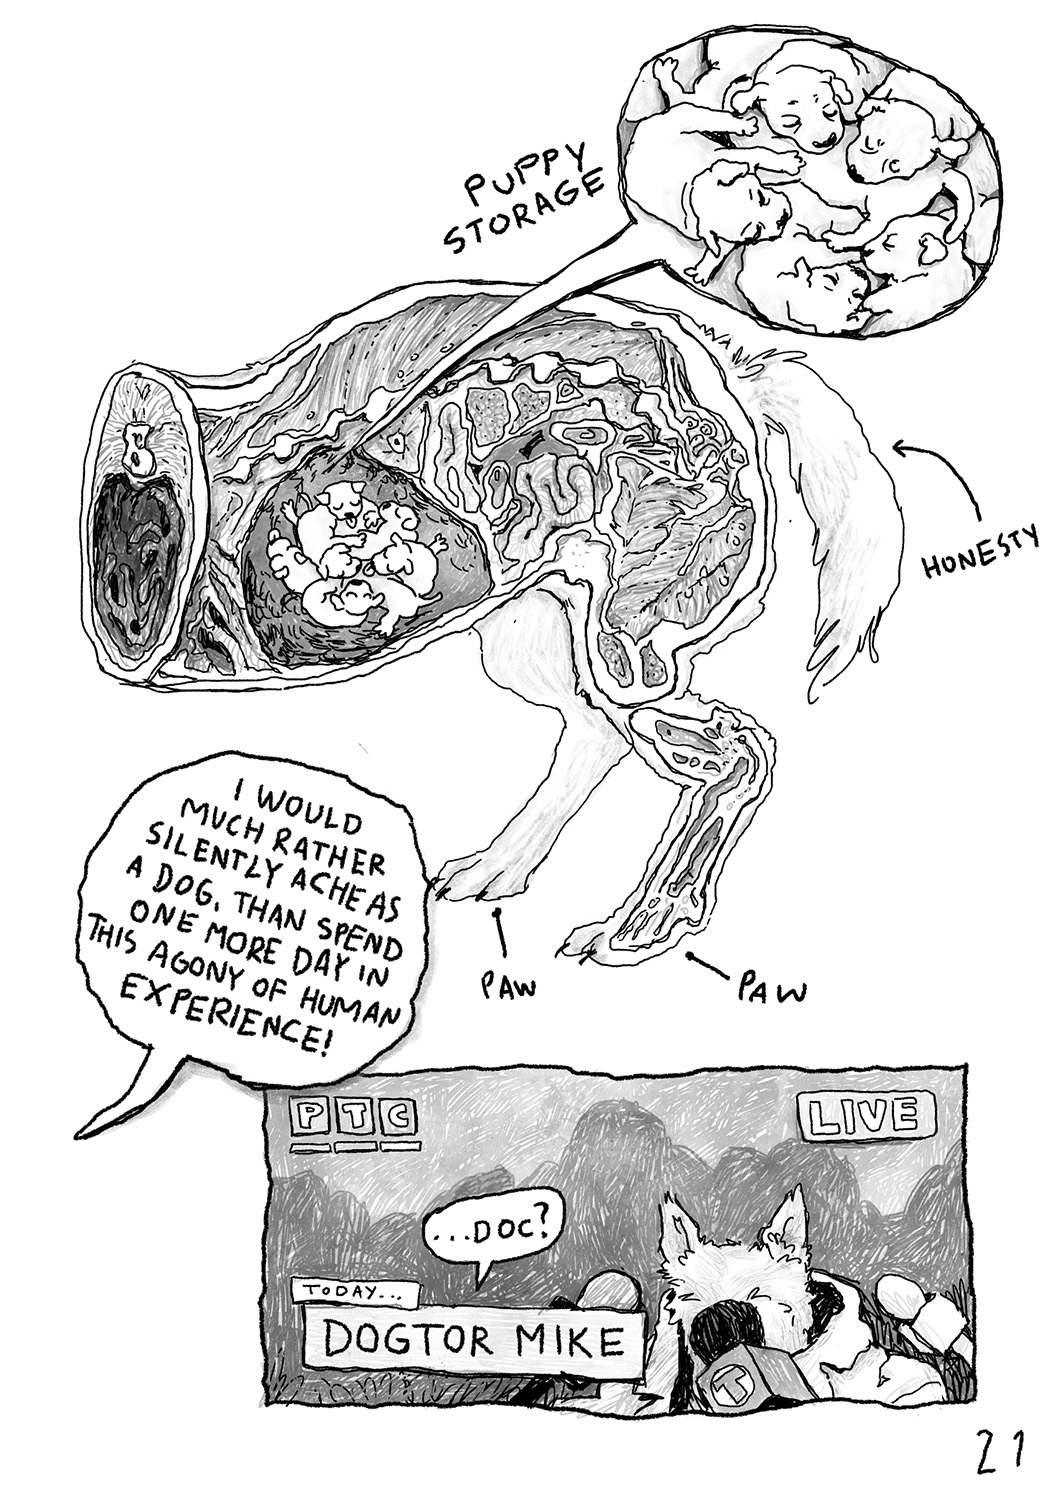 PUPPY
STORAGE
HONESTY
PAW
PAW
I WOULD
MUCH RATHER
SILENTLY ACHE AS
A DOG, THAN SPEND
ONE MORE DAY IN
THIS AGONY OF HUMAN
EXPERIENCE!
PTC
LIVE
...DOC?
TODAY...
DOGTOR MIKE
T
21